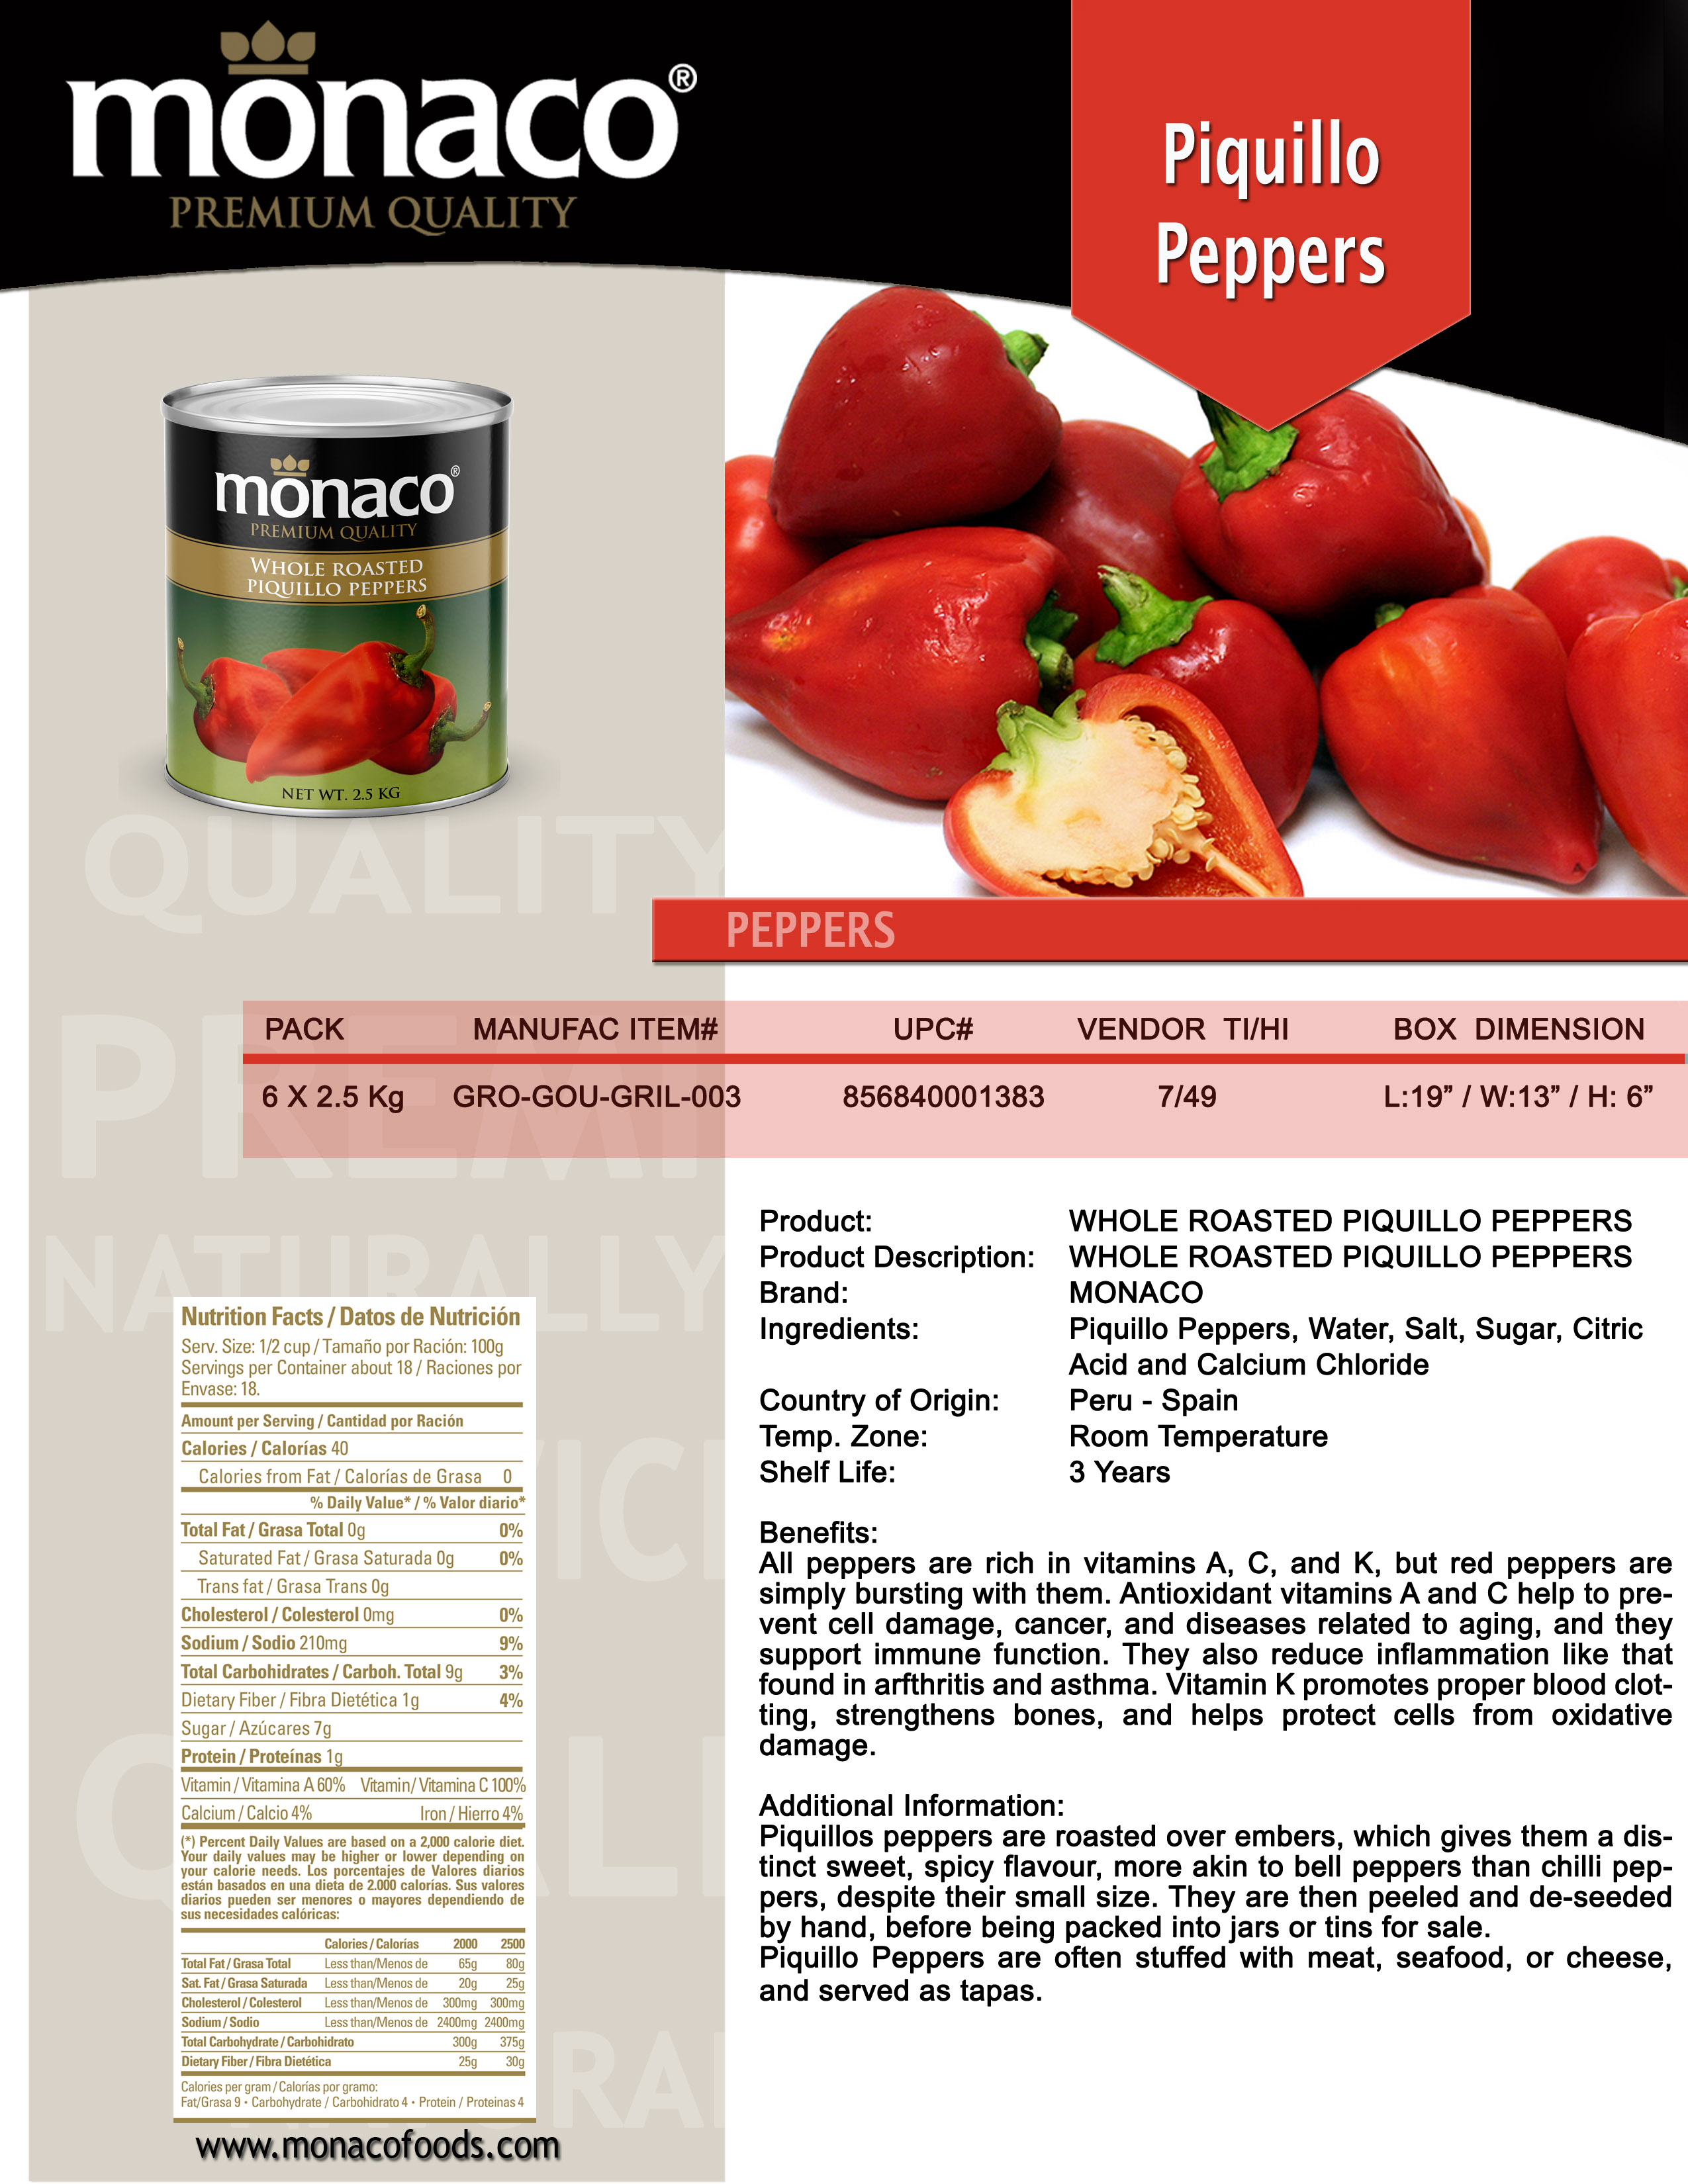 monaco®
PREMIUM QUALITY
Piquillo
Peppers
monaco®
PREMIUM QUALITY
WHOLE ROASTED
PIQUILLO PEPPERS
NET WT. 2.5 KG
QUALITY
PEPPERS
PREMI
PACK MANUFAC ITEM# UPC# VENDOR TI/HI BOX DIMENSION
6 X 2.5 Kg GRO-GOU-GRIL-003 856840001383 7/49 L:19” / W:13” / H: 6”
NATURALLY
Product: WHOLE ROASTED PIQUILLO PEPPERS
Product Description: WHOLE ROASTED PIQUILLO PEPPERS
Brand: MONACO
Ingredients: Piquillo Peppers, Water, Salt, Sugar, Citric
Acid and Calcium Chloride
Country of Origin: Peru - Spain
Temp. Zone: Room Temperature
Shelf Life: 3 Years
Benefits:
All peppers are rich in vitamins A, C, and K, but red peppers are
simply bursting with them. Antioxidant vitamins A and C help to pre-
vent cell damage, cancer, and diseases related to aging, and they
support immune function. They also reduce inflammation like that
found in arfthritis and asthma. Vitamin K promotes proper blood clot-
ting, strengthens bones, and helps protect cells from oxidative
damage.
Additional Information:
Piquillos peppers are roasted over embers, which gives them a dis-
tinct sweet, spicy flavour, more akin to bell peppers than chilli pep-
pers, despite their small size. They are then peeled and de-seeded
by hand, before being packed into jars or tins for sale.
Piquillo Peppers are often stuffed with meat, seafood, or cheese,
and served as tapas.
Nutrition Facts / Datos de Nutrición
Serv. Size: 1/2 cup / Tamaño por Ración: 100g
Servings per Container about 18 / Raciones por
Envase: 18.
Amount per Serving / Cantidad por Ración
Calories / Calorías 40
Calories from Fat / Calorías de Grasa 0
% Daily Value* / % Valor diario*
Total Fat / Grasa Total 0g 0%
Saturated Fat / Grasa Saturada 0g 0%
Trans fat / Grasa Trans 0g
Cholesterol / Colesterol 0mg 0%
Sodium / Sodio 210mg 9%
Total Carbohidrates / Carboh. Total 9g 3%
Dietary Fiber / Fibra Dietética 1g 4%
Sugar / Azúcares 7g
Protein / Proteínas 1g
Vitamin / Vitamina A 60% Vitamin/ Vitamina C 100%
Calcium / Calcio 4% Iron / Hierro 4%
(*) Percent Daily Values are based on a 2,000 calorie diet.
Your daily values may be higher or lower depending on
your calorie needs. Los porcentajes de Valores diarios
están basados en una dieta de 2.000 calorías. Sus valores
diarios pueden ser menores o mayores dependiendo de
sus necesidades calóricas:
Calories / Calorías 2000 2500
Total Fat / Grasa Total Less than/Menos de 65g 80g
Sat. Fat / Grasa Saturada Less than/Menos de 20g 25g
Cholesterol / Colesterol Less than/Menos de 300mg 300mg
Sodium / Sodio Less than/Menos de 2400mg 2400mg
Total Carbohydrate / Carbohidrato 300g 375g
Dietary Fiber / Fibra Dietética 25g 30g
Calories per gram / Calorías por gramo:
Fat/Grasa 9 • Carbohydrate / Carbohidrato 4 • Protein / Proteinas 4
www.monacofoods.com